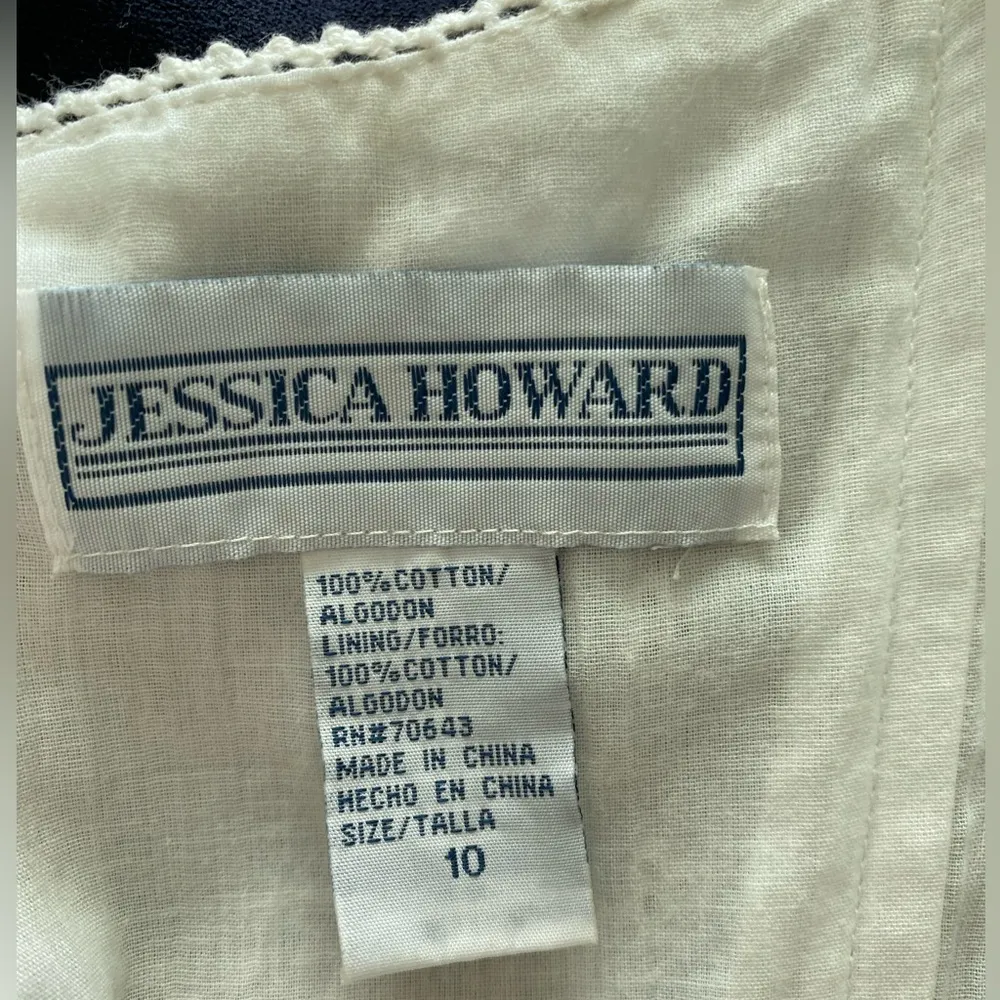 JESSICA HOWARD
100%COTTON/
ALGODON
LINING/FORRO:
100%COTTON/
ALGODON
RN#70643
MADE IN CHINA
HECHO EN CHINA
SIZE/TALLA
10